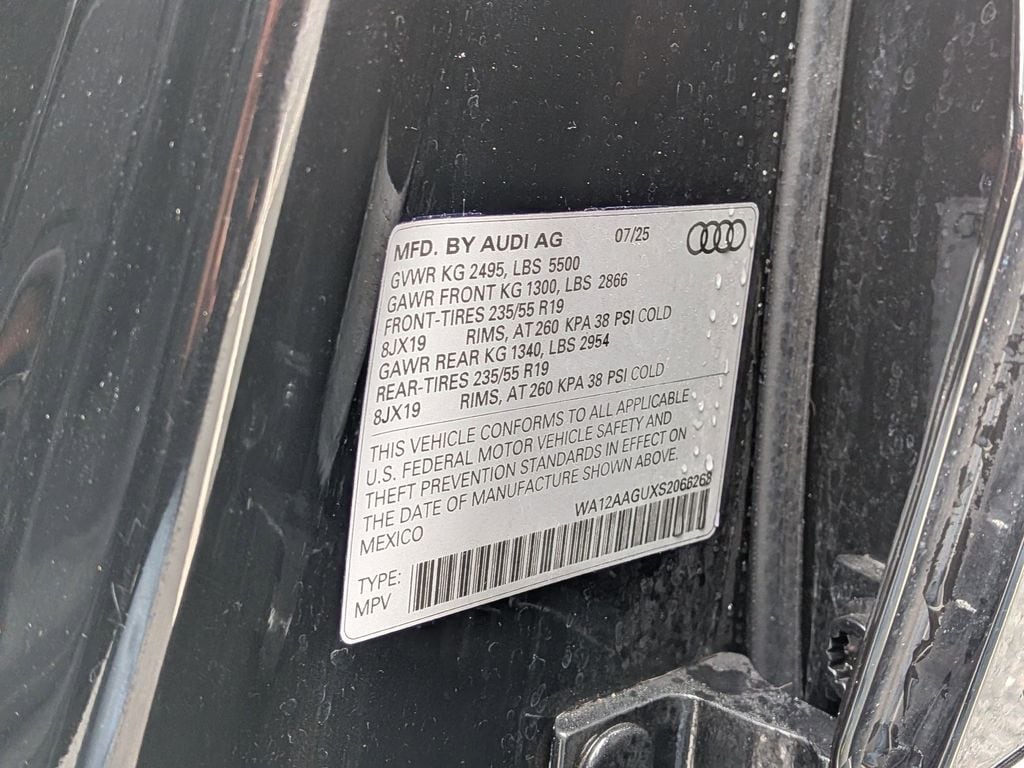 MFD. BY AUDI AG 07/25
GVWR KG 2495, LBS 5500
GAWR FRONT KG 1300, LBS 2866
FRONT-TIRES 235/55 R19
8JX19 RIMS, AT 260 KPA 38 PSI COLD
GAWR REAR KG 1340, LBS 2954
REAR-TIRES 235/55 R19
8JX19 RIMS, AT 260 KPA 38 PSI COLD
THIS VEHICLE CONFORMS TO ALL APPLICABLE
U.S. FEDERAL MOTOR VEHICLE SAFETY AND
THEFT PREVENTION STANDARDS IN EFFECT ON
THE DATE OF MANUFACTURE SHOWN ABOVE.
MEXICO
WA12AAGUXS2066268
TYPE:
MPV